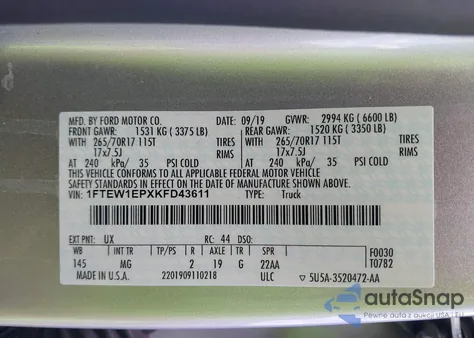 MFD. BY FORD MOTOR CO. 09/19 GVWR: 2994 KG ( 6600 LB)
FRONT GAWR: 1531 KG ( 3375 LB) REAR GAWR: 1520 KG ( 3350 LB)
WITH 265/70R17 115T TIRES WITH 265/70R17 115T TIRES
17x7.5J RIMS 17x7.5J RIMS
AT 240 kPa/ 35 PSI COLD AT 240 kPa/ 35 PSI COLD
THIS VEHICLE CONFORMS TO ALL APPLICABLE FEDERAL MOTOR VEHICLE
SAFETY STANDARDS IN EFFECT ON THE DATE OF MANUFACTURE SHOWN ABOVE.
VIN: 1FTEW1EPXKFD43611 TYPE: Truck
EXT PNT: UX RC: 44 DSO: F0030
WB TP/PS R AXLE TR SPR T0782
145 MG 2 19 G 22AA
MADE IN U.S.A. 2201909110218 ULC 5U5A-3520472-AA
autoSnap
Pewne auta z USA i EU